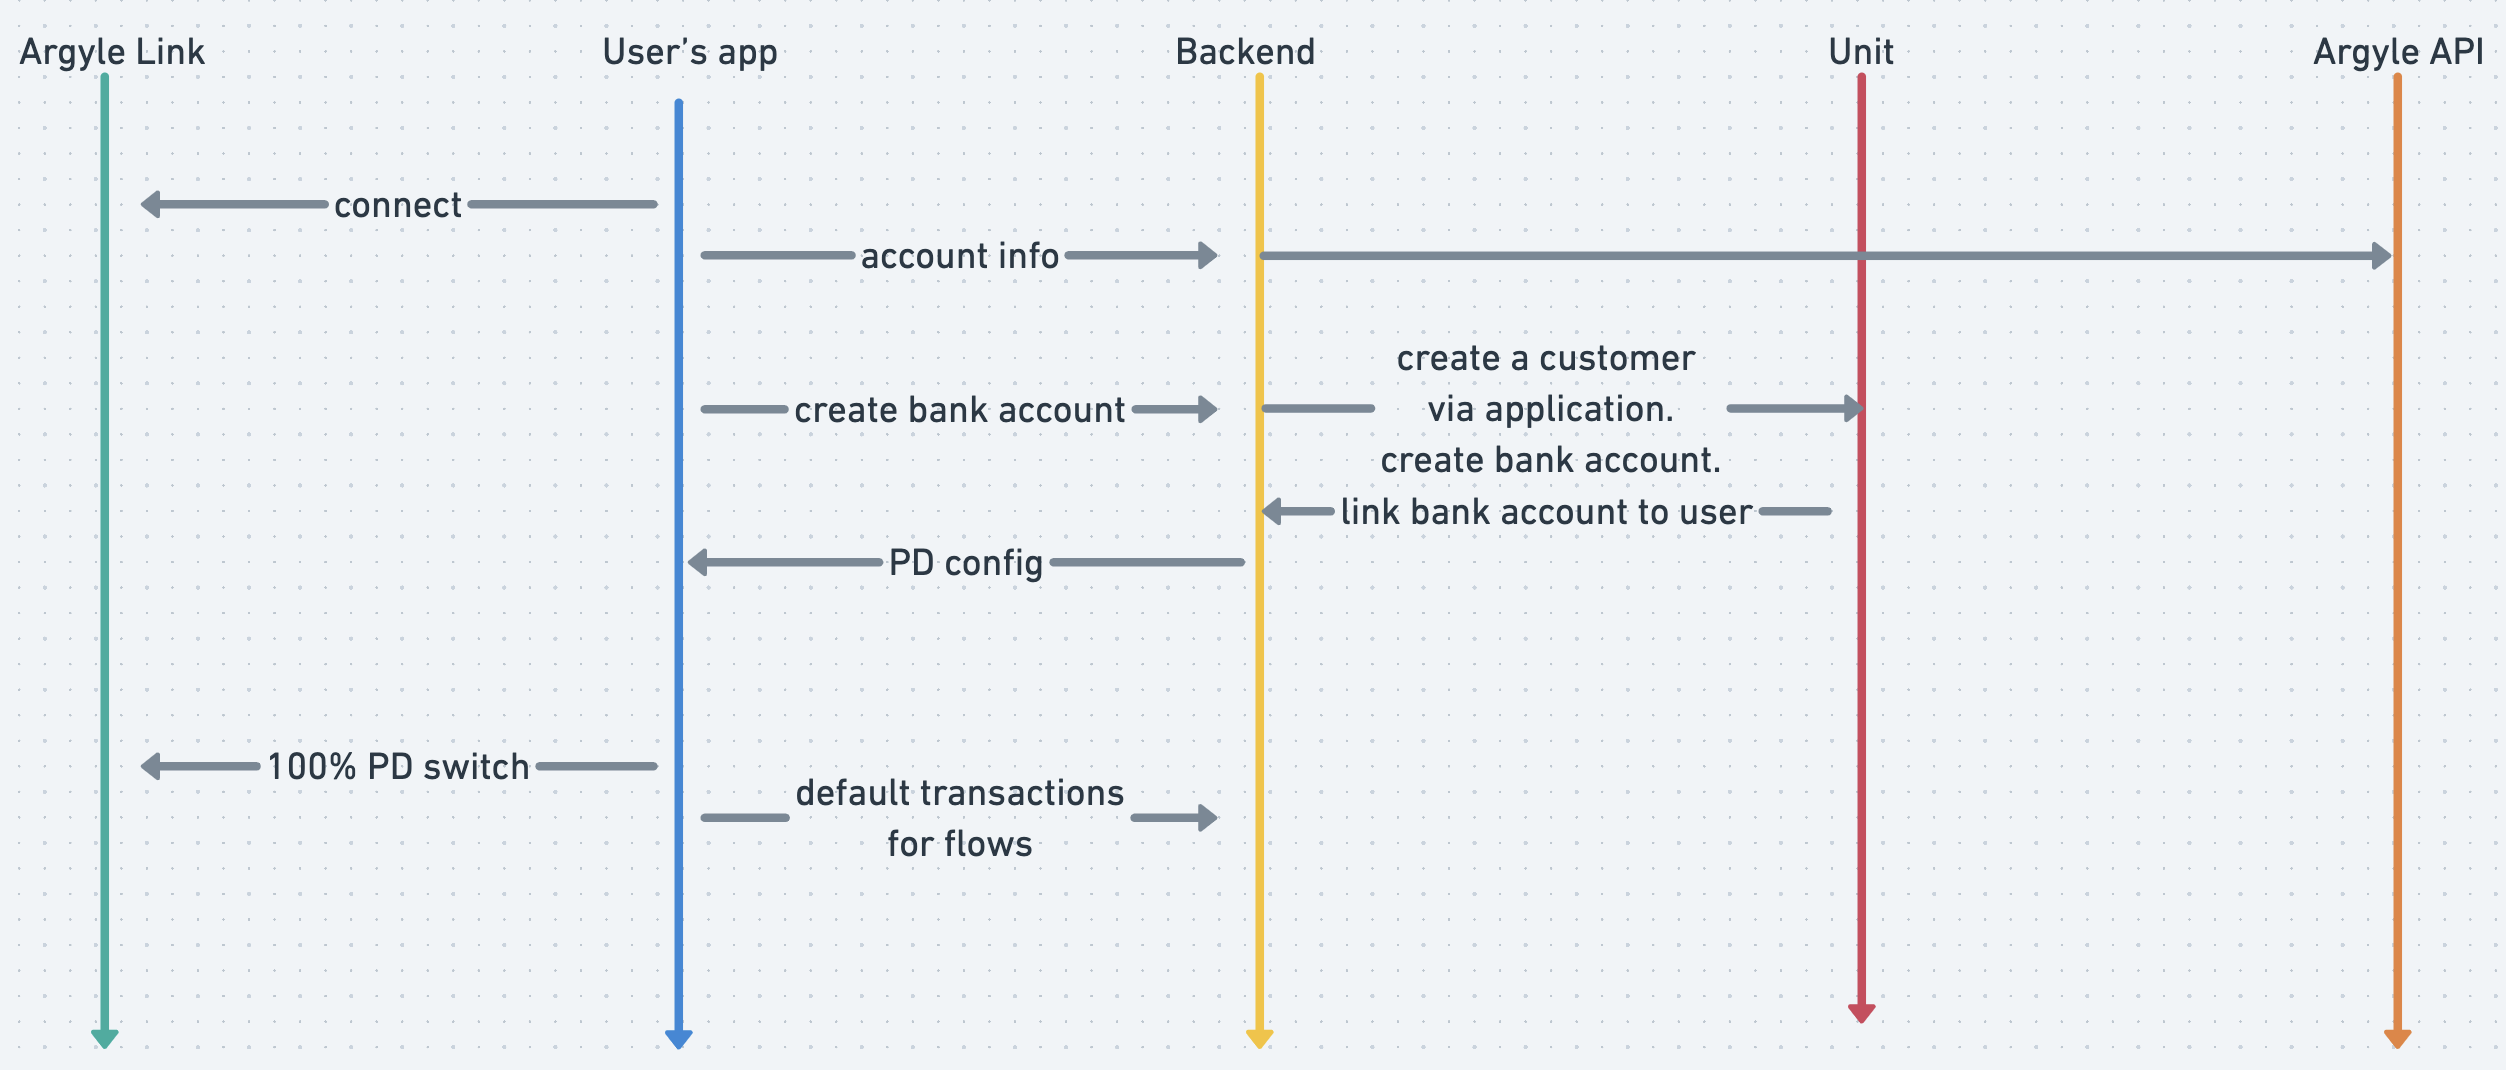 Argyle Link
User's app
Backend
Unit
Argyle API
connect
account info
create a customer
via application.
create bank account.
create bank account
link bank account to user
PD config
100% PD switch
default transactions
for flows